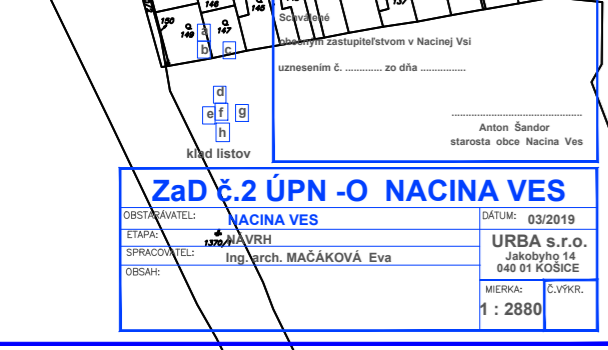 148
145
137
150
149
147
a
b
c
Schválené
obecným zastupiteľstvom v Nacinej Vsi
uznesením č. ............. zo dňa ................
d
e f g
h
klad listov
Anton Šandor
starosta obce Nacina Ves
ZaD č.2 ÚPN -O NACINA VES
OBSTARÁVATEĽ: NACINA VES
DÁTUM: 03/2019
ETAPA: NÁVRH
1370/1
SPRACOVATEĽ: Ing. arch. MAČÁKOVÁ Eva
URBA s.r.o.
Jakobyho 14
040 01 KOŠICE
OBSAH:
MIERKA:
1 : 2880
Č.VÝKR.